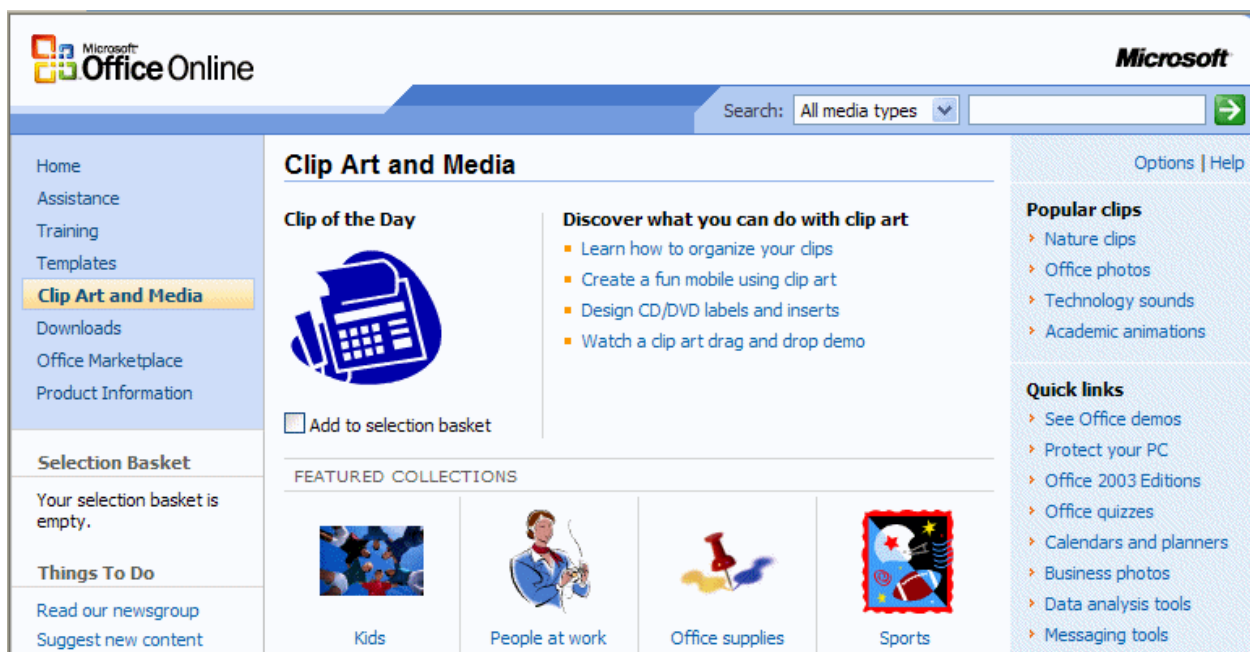 Microsoft
Office Online
Microsoft
Search: All media types
Home
Assistance
Training
Templates
Clip Art and Media
Downloads
Office Marketplace
Product Information
Selection Basket
Your selection basket is
empty.
Things To Do
Read our newsgroup
Suggest new content
Clip Art and Media
Clip of the Day
Add to selection basket
Discover what you can do with clip art
Learn how to organize your clips
Create a fun mobile using clip art
Design CD/DVD labels and inserts
Watch a clip art drag and drop demo
FEATURED COLLECTIONS
Kids
People at work
Office supplies
Sports
Options | Help
Popular clips
Nature clips
Office photos
Technology sounds
Academic animations
Quick links
See Office demos
Protect your PC
Office 2003 Editions
Office quizzes
Calendars and planners
Business photos
Data analysis tools
Messaging tools